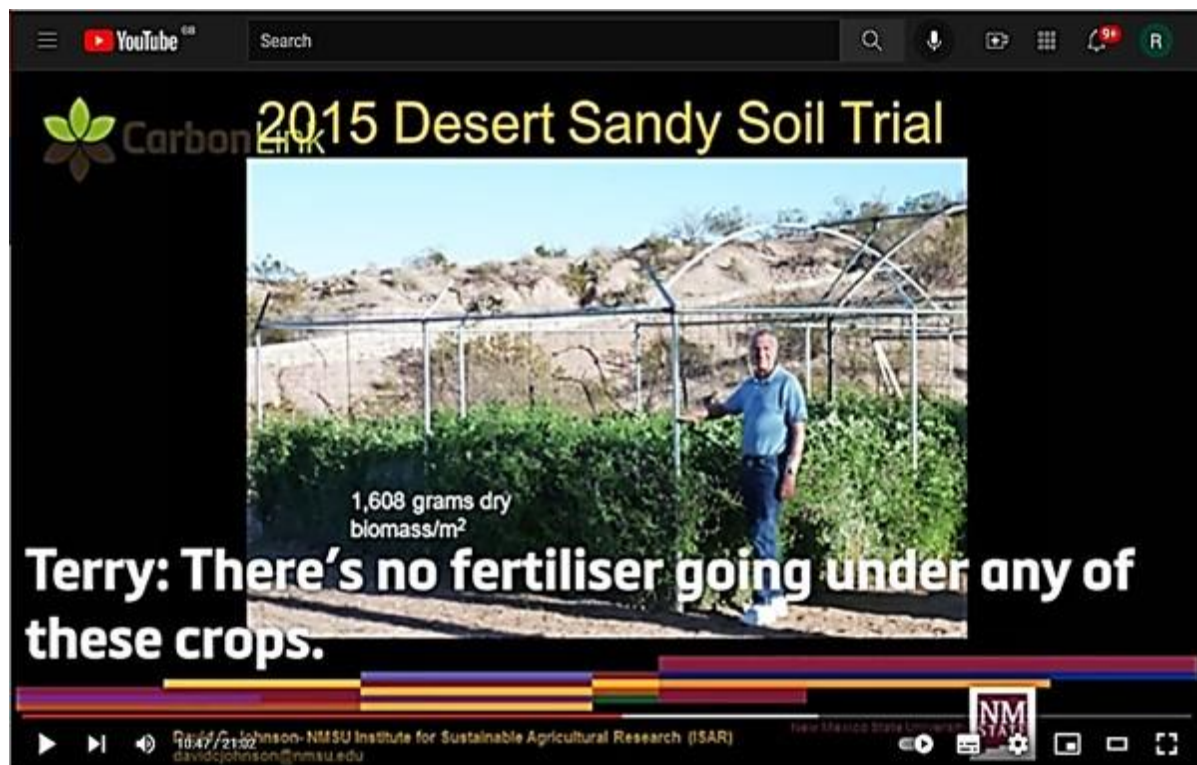 YouTube GB
Search
9+
R
CarbonLink
2015 Desert Sandy Soil Trial
1,608 grams dry
biomass/m²
Terry: There's no fertiliser going under any of
these crops.
New Mexico State University
NM
STATE
10:47 / 21:02
David C. Johnson- NMSU Institute for Sustainable Agricultural Research (ISAR)
davidcjohnson@nmsu.edu